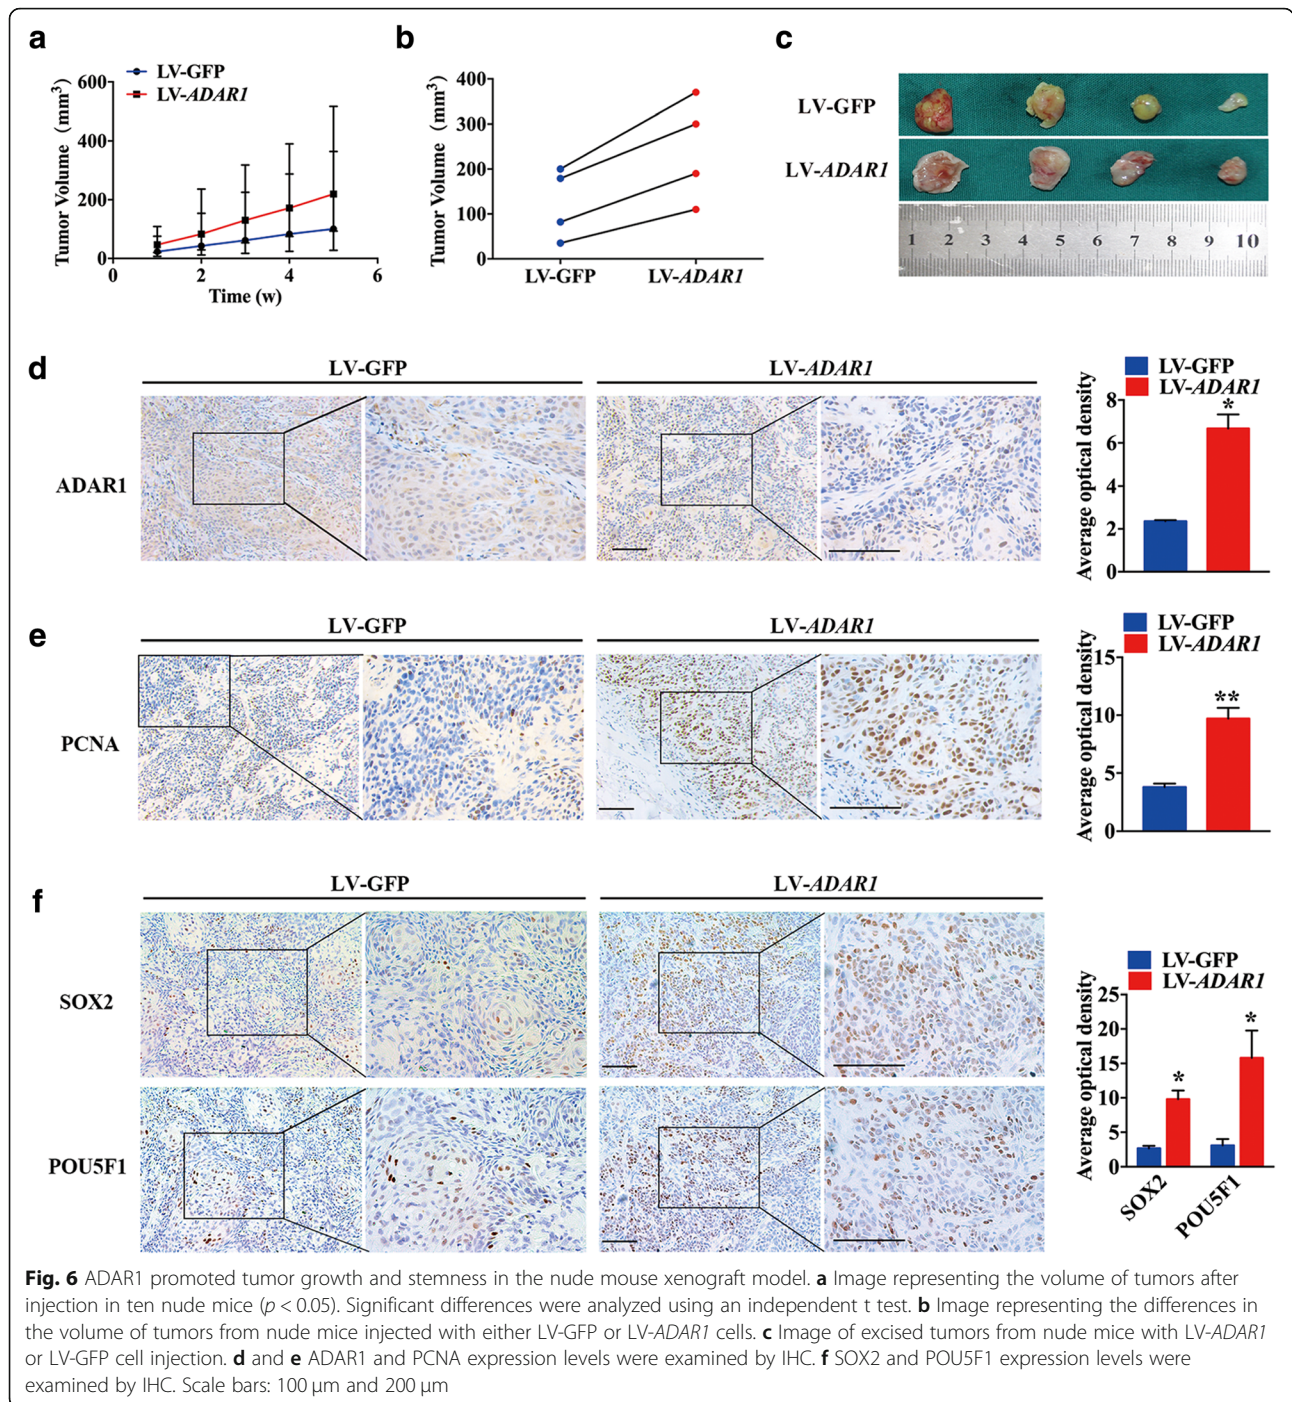 a
LV-GFP
LV-ADAR1
Tumor Volume (mm³)
600
400
200
0
0 2 4 6
Time (w)
b
Tumor Volume (mm³)
400
300
200
100
0
LV-GFP LV-ADAR1
c
LV-GFP
LV-ADAR1
1 2 3 4 5 6 7 8 9 10
d
LV-GFP LV-ADAR1
ADAR1
LV-GFP
LV-ADAR1
Average optical density
8
6
4
2
0
*
e
LV-GFP LV-ADAR1
PCNA
LV-GFP
LV-ADAR1
Average optical density
15
10
5
0
**
f
LV-GFP LV-ADAR1
SOX2
POU5F1
LV-GFP
LV-ADAR1
Average optical density
25
20
15
10
5
0
* *
SOX2 POU5F1
Fig. 6 ADAR1 promoted tumor growth and stemness in the nude mouse xenograft model. a Image representing the volume of tumors after
injection in ten nude mice (p < 0.05). Significant differences were analyzed using an independent t test. b Image representing the differences in
the volume of tumors from nude mice injected with either LV-GFP or LV-ADAR1 cells. c Image of excised tumors from nude mice with LV-ADAR1
or LV-GFP cell injection. d and e ADAR1 and PCNA expression levels were examined by IHC. f SOX2 and POU5F1 expression levels were
examined by IHC. Scale bars: 100 μm and 200 μm